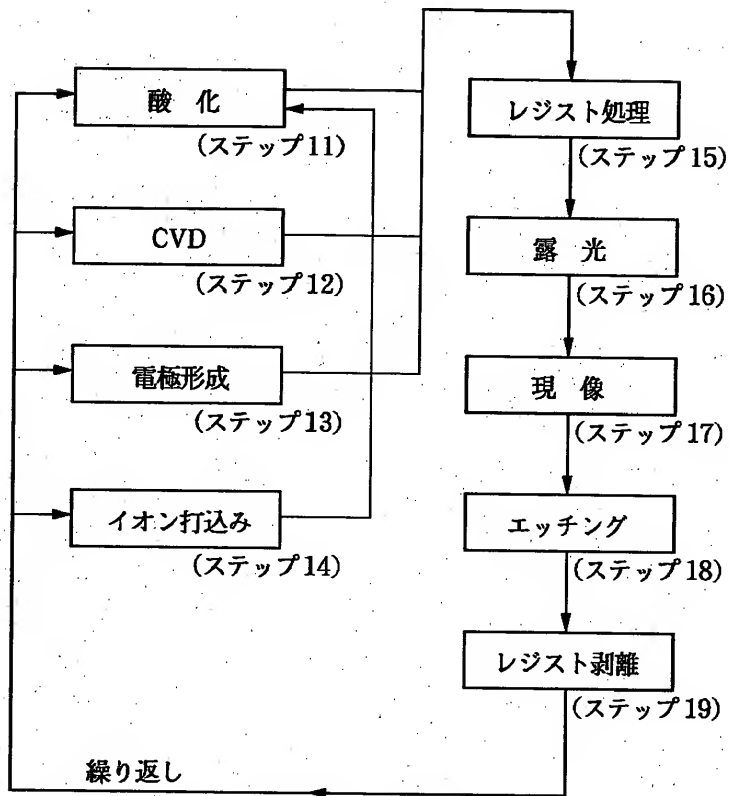 酸 化
(ステップ11)
CVD
(ステップ12)
電極形成
(ステップ13)
イオン打込み
(ステップ14)
レジスト処理
(ステップ15)
露 光
(ステップ16)
現 像
(ステップ17)
エッチング
(ステップ18)
レジスト剥離
(ステップ19)
繰り返し